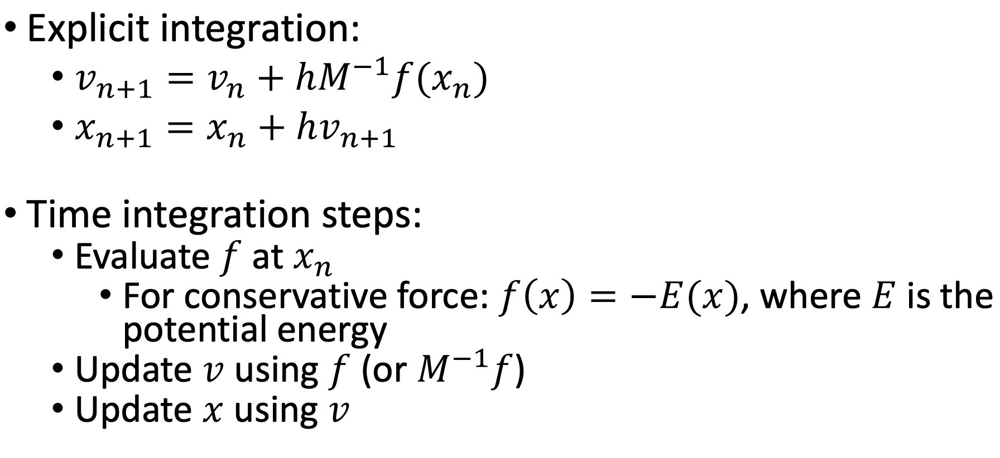 • Explicit integration:
• $v_{n+1} = v_n + hM^{-1}f(x_n)$
• $x_{n+1} = x_n + hv_{n+1}$
• Time integration steps:
• Evaluate $f$ at $x_n$
• For conservative force: $f(x) = -E(x)$, where $E$ is the
potential energy
• Update $v$ using $f$ (or $M^{-1}f$)
• Update $x$ using $v$